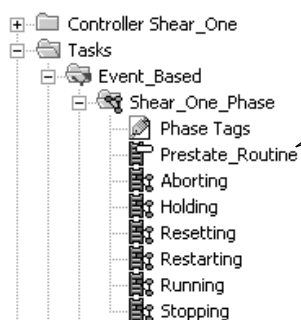 Controller Shear_One
Tasks
Event_Based
Shear_One_Phase
Phase Tags
Prestate_Routine
Aborting
Holding
Resetting
Restarting
Running
Stopping